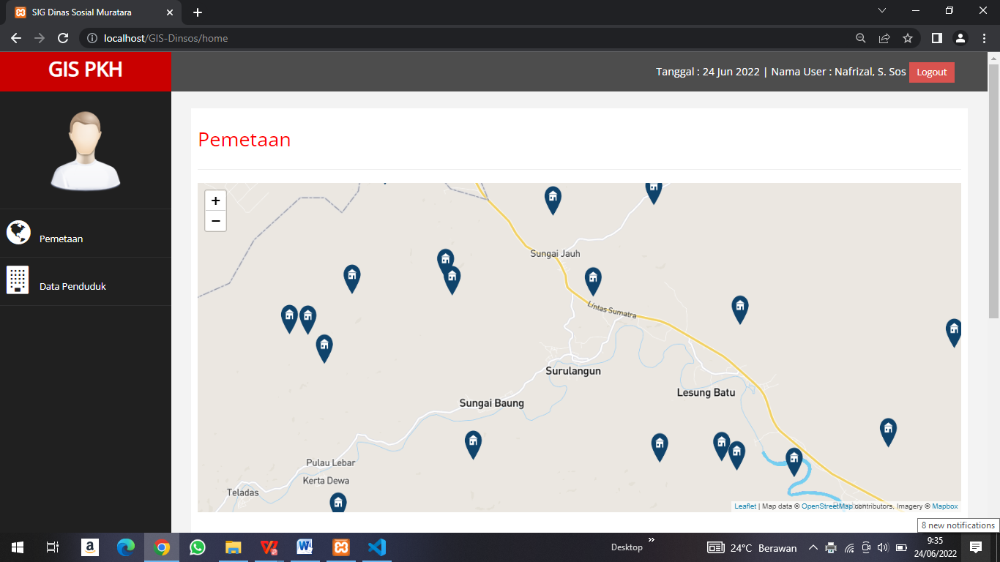 SIG Dinas Sosial Muratara
localhost/GIS-Dinsos/home
GIS PKH
Tanggal : 24 Jun 2022 | Nama User : Nafrizal, S. Sos Logout
Pemetaan
Data Penduduk
Pemetaan
+
−
Sungai Jauh
Lintas Sumatra
Surulangun
Lesung Batu
Sungai Baung
Pulau Lebar
Kerta Dewa
Teladas
Leaflet | Map data © OpenStreetMap contributors, Imagery © Mapbox
8 new notifications
Desktop
24°C Berawan
9:35
24/06/2022